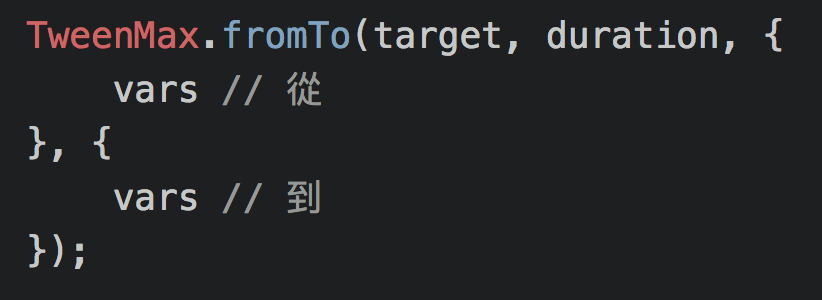 TweenMax.fromTo(target, duration, {
    vars // 從
}, {
    vars // 到
});